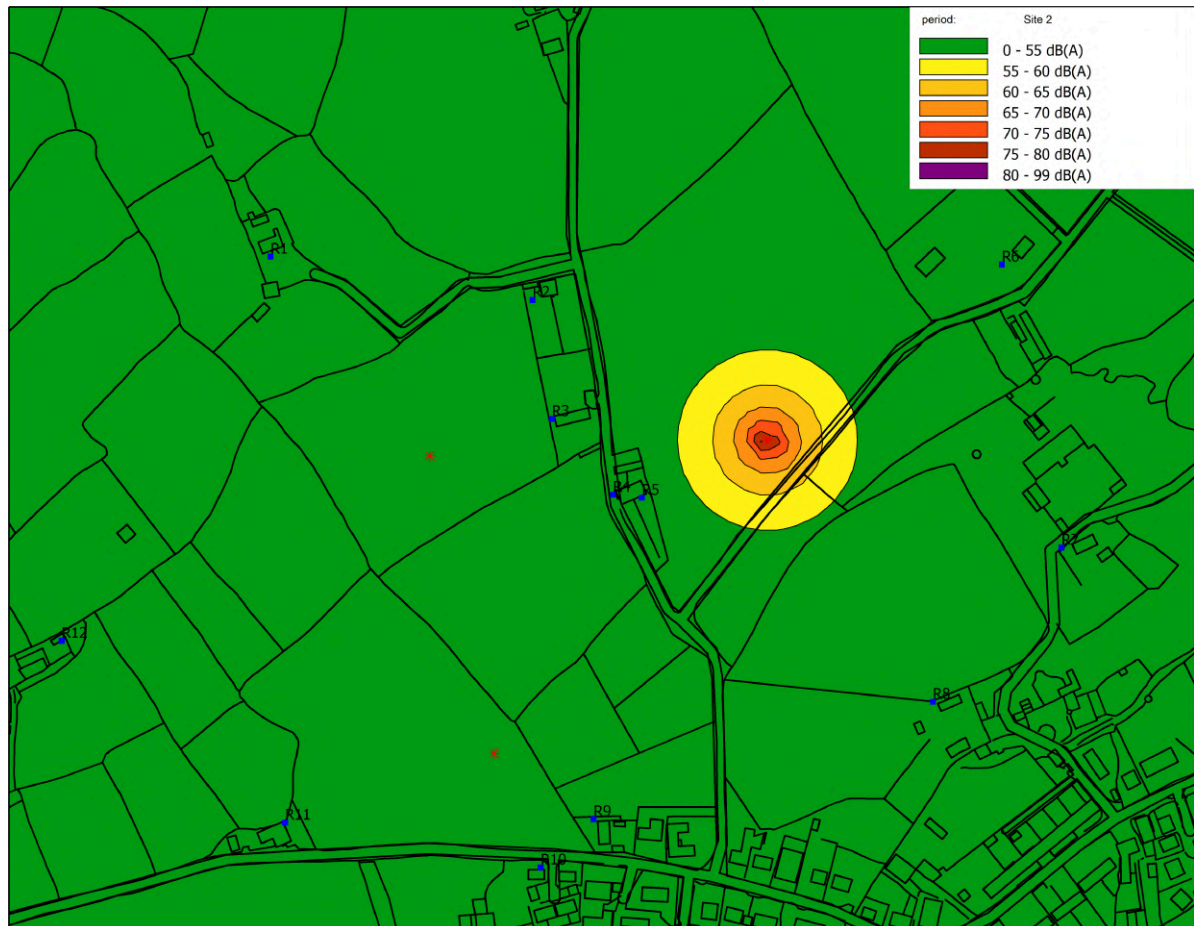 period: Site 2
0 - 55 dB(A)
55 - 60 dB(A)
60 - 65 dB(A)
65 - 70 dB(A)
70 - 75 dB(A)
75 - 80 dB(A)
80 - 99 dB(A)
R1
R6
R2
R3
R4
R5
R7
R12
R8
R9
R11
R10